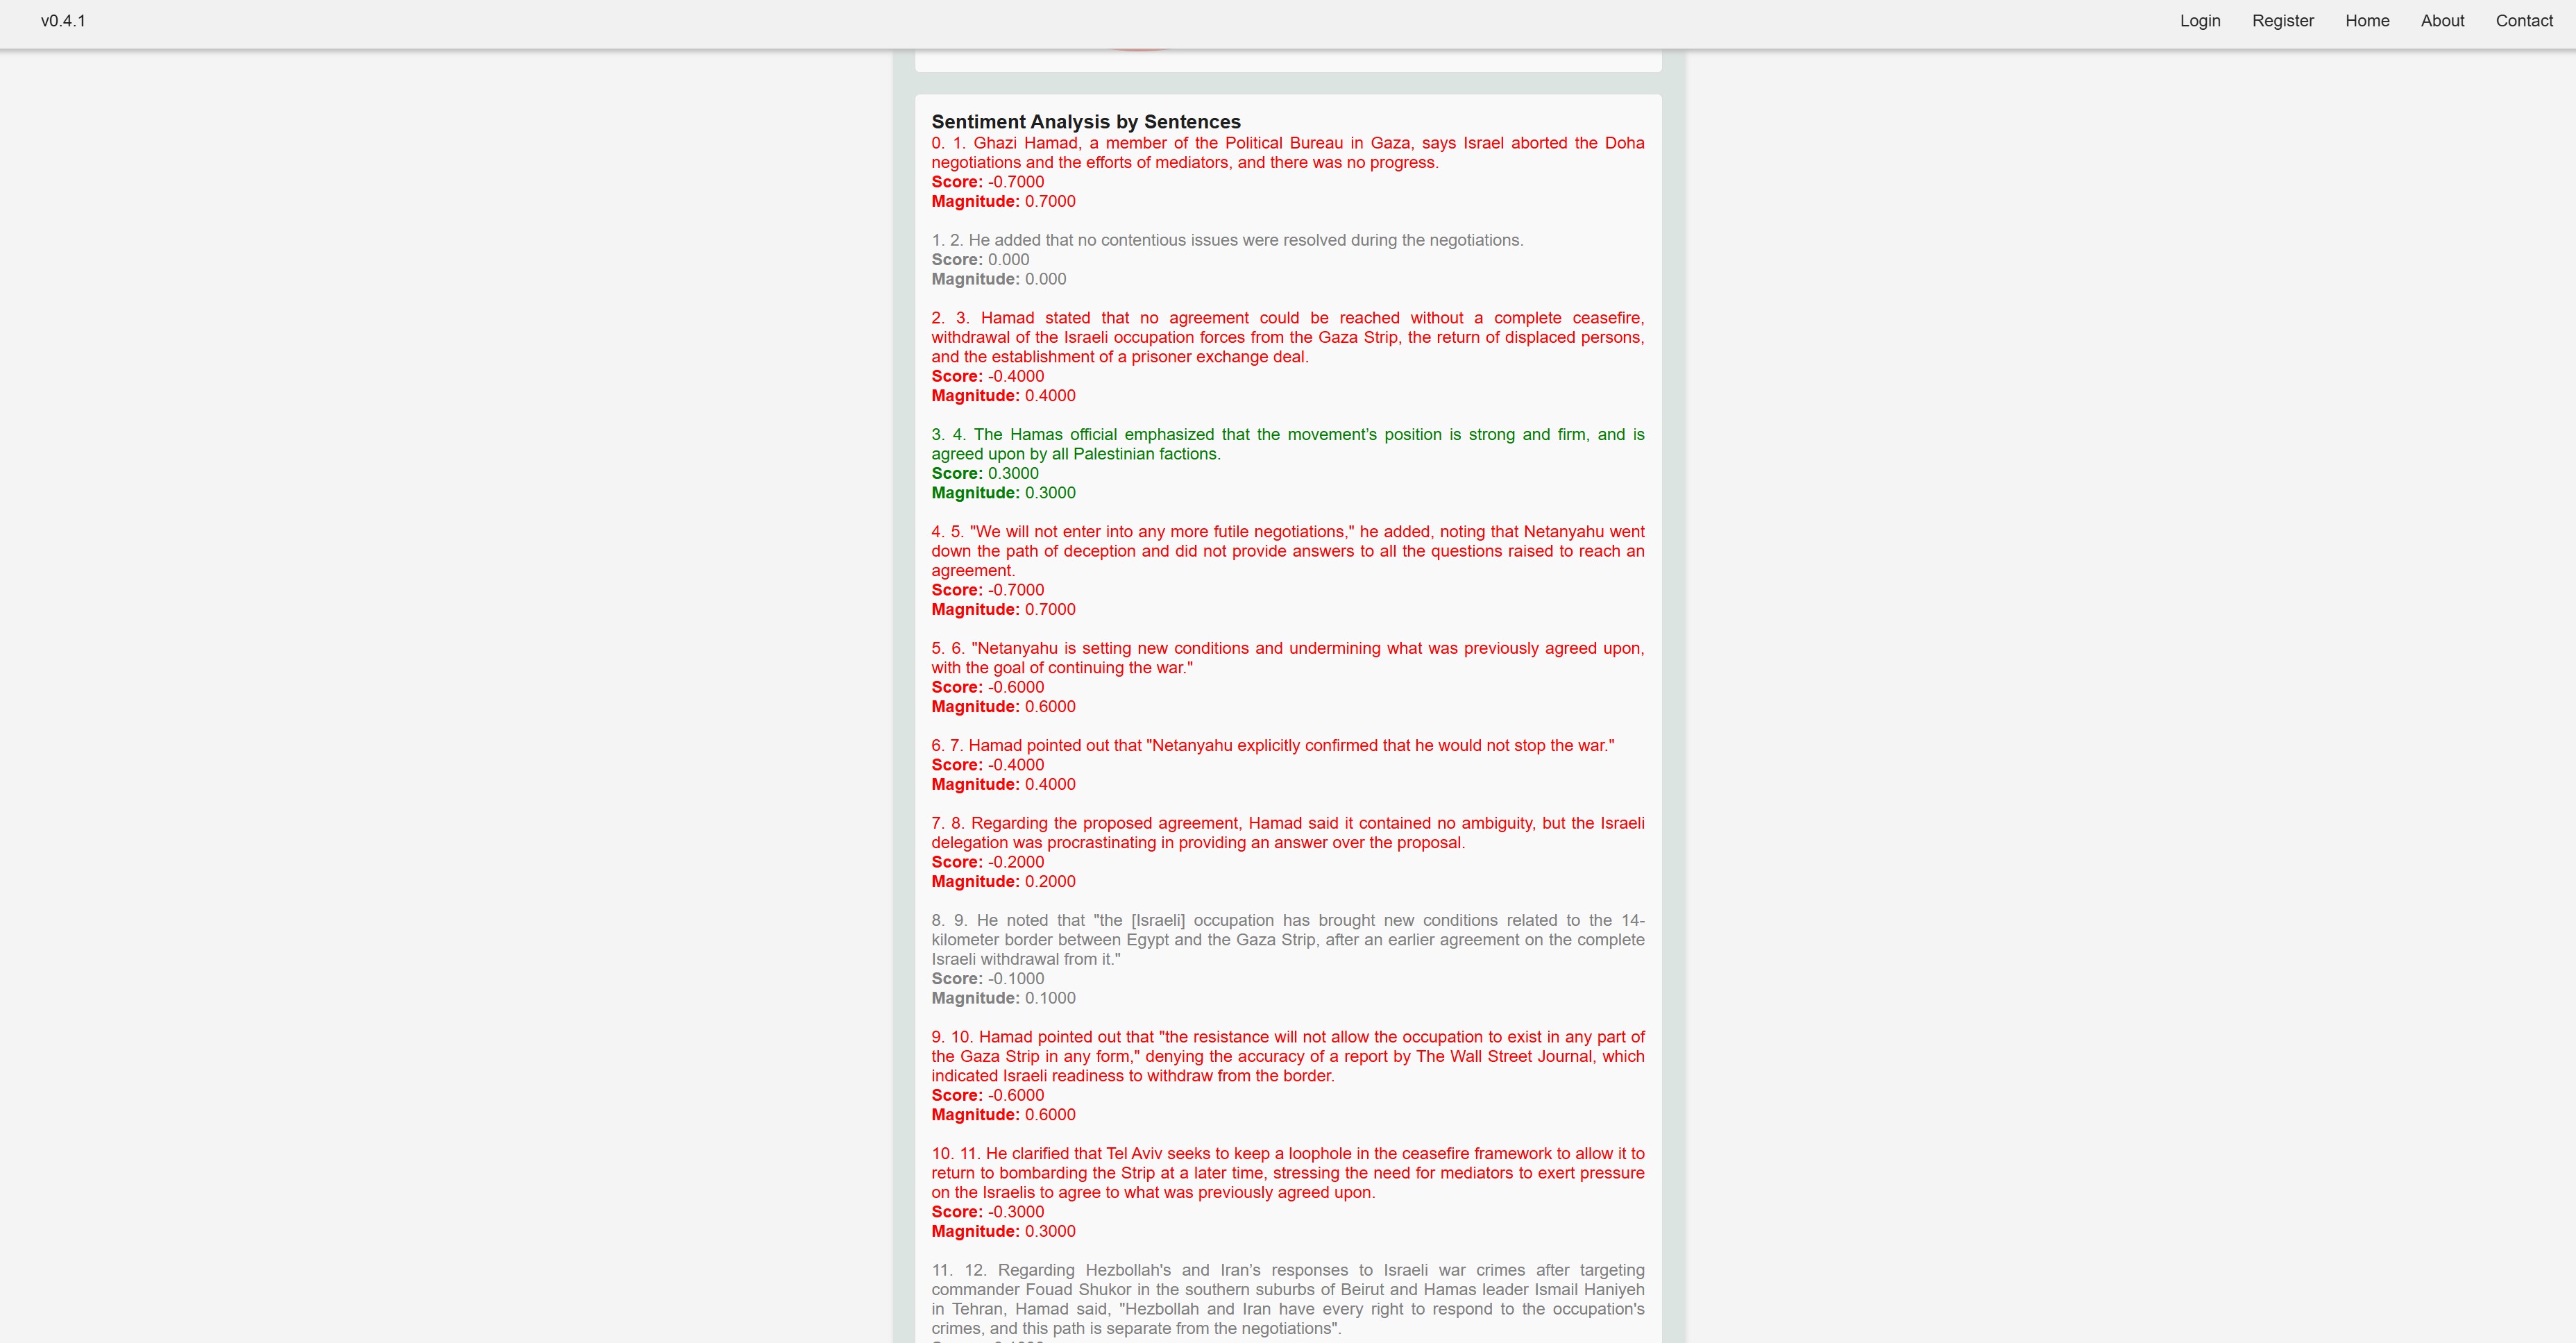 v0.4.1
Login Register Home About Contact
Sentiment Analysis by Sentences
0. 1. Ghazi Hamad, a member of the Political Bureau in Gaza, says Israel aborted the Doha
negotiations and the efforts of mediators, and there was no progress.
Score: -0.7000
Magnitude: 0.7000
1. 2. He added that no contentious issues were resolved during the negotiations.
Score: 0.000
Magnitude: 0.000
2. 3. Hamad stated that no agreement could be reached without a complete ceasefire,
withdrawal of the Israeli occupation forces from the Gaza Strip, the return of displaced persons,
and the establishment of a prisoner exchange deal.
Score: -0.4000
Magnitude: 0.4000
3. 4. The Hamas official emphasized that the movement’s position is strong and firm, and is
agreed upon by all Palestinian factions.
Score: 0.3000
Magnitude: 0.3000
4. 5. "We will not enter into any more futile negotiations," he added, noting that Netanyahu went
down the path of deception and did not provide answers to all the questions raised to reach an
agreement.
Score: -0.7000
Magnitude: 0.7000
5. 6. "Netanyahu is setting new conditions and undermining what was previously agreed upon,
with the goal of continuing the war."
Score: -0.6000
Magnitude: 0.6000
6. 7. Hamad pointed out that "Netanyahu explicitly confirmed that he would not stop the war."
Score: -0.4000
Magnitude: 0.4000
7. 8. Regarding the proposed agreement, Hamad said it contained no ambiguity, but the Israeli
delegation was procrastinating in providing an answer over the proposal.
Score: -0.2000
Magnitude: 0.2000
8. 9. He noted that "the [Israeli] occupation has brought new conditions related to the 14-
kilometer border between Egypt and the Gaza Strip, after an earlier agreement on the complete
Israeli withdrawal from it."
Score: -0.1000
Magnitude: 0.1000
9. 10. Hamad pointed out that "the resistance will not allow the occupation to exist in any part of
the Gaza Strip in any form," denying the accuracy of a report by The Wall Street Journal, which
indicated Israeli readiness to withdraw from the border.
Score: -0.6000
Magnitude: 0.6000
10. 11. He clarified that Tel Aviv seeks to keep a loophole in the ceasefire framework to allow it to
return to bombarding the Strip at a later time, stressing the need for mediators to exert pressure
on the Israelis to agree to what was previously agreed upon.
Score: -0.3000
Magnitude: 0.3000
11. 12. Regarding Hezbollah's and Iran’s responses to Israeli war crimes after targeting
commander Fouad Shukor in the southern suburbs of Beirut and Hamas leader Ismail Haniyeh
in Tehran, Hamad said, "Hezbollah and Iran have every right to respond to the occupation's
crimes, and this path is separate from the negotiations".